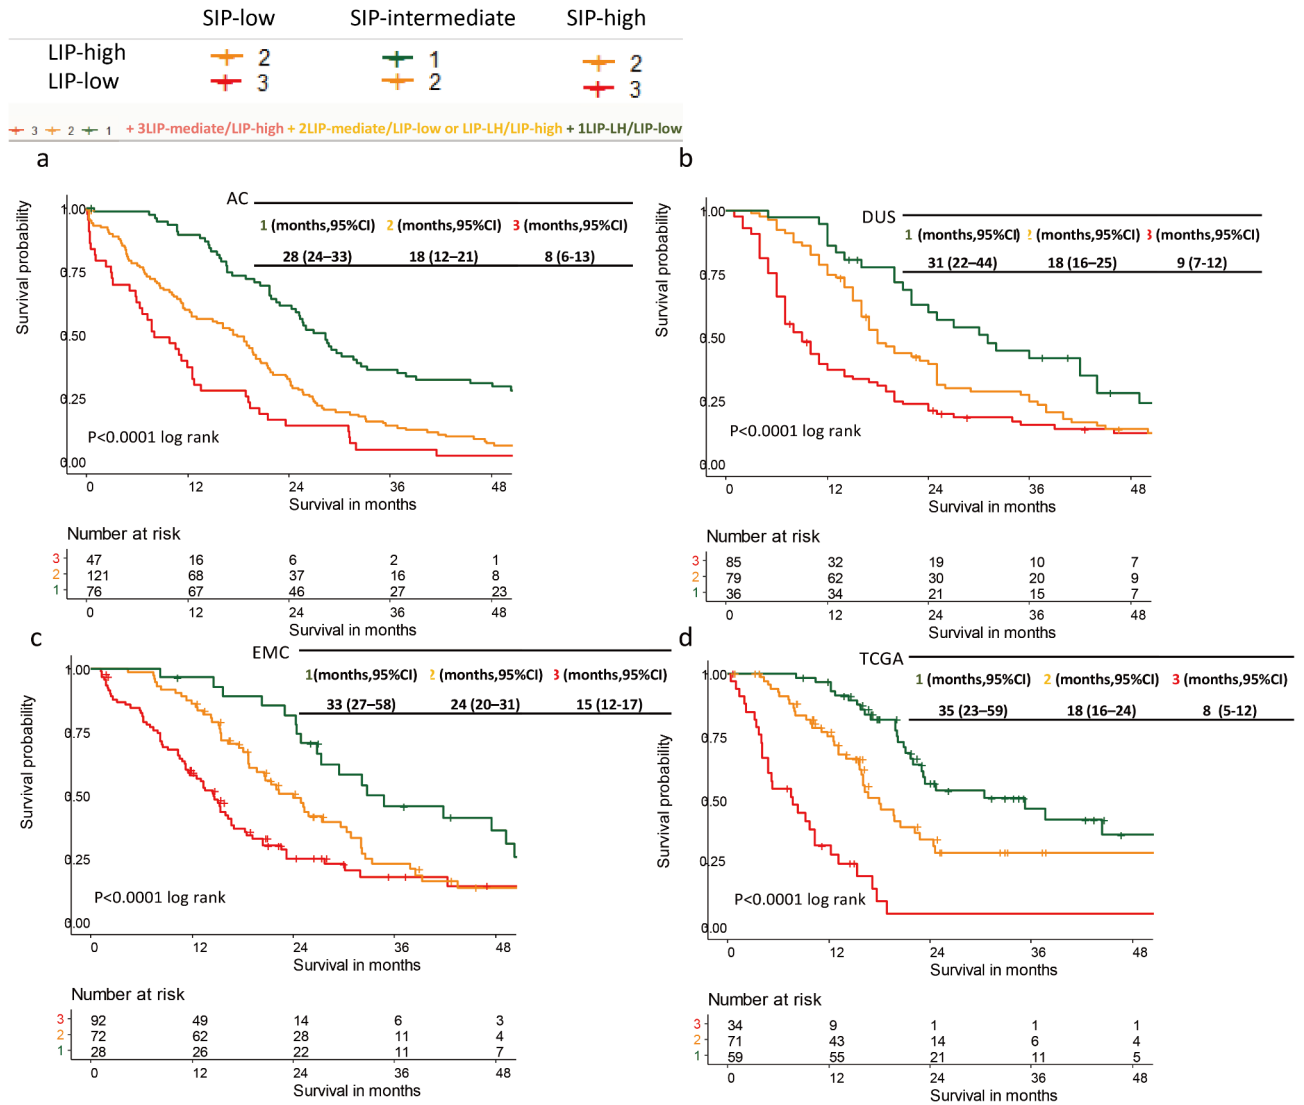 SIP-low SIP-intermediate SIP-high
LIP-high 2 1 2
LIP-low 3 2 3
3 2 1 + 3LIP-mediate/LIP-high + 2LIP-mediate/LIP-low or LIP-LH/LIP-high + 1LIP-LH/LIP-low
a
AC
1 (months,95%CI) 2 (months,95%CI) 3 (months,95%CI)
28 (24–33) 18 (12–21) 8 (6-13)
Survival probability
1.00
0.75
0.50
0.25
0.00
P<0.0001 log rank
0 12 24 36 48
Survival in months
Number at risk
3 47 16 6 2 1
2 121 68 37 16 8
1 76 67 46 27 23
0 12 24 36 48
Survival in months
b
DUS
1 (months,95%CI) 2 (months,95%CI) 3 (months,95%CI)
31 (22–44) 18 (16–25) 9 (7-12)
Survival probability
1.00
0.75
0.50
0.25
0.00
P<0.0001 log rank
0 12 24 36 48
Survival in months
Number at risk
3 85 32 19 10 7
2 79 62 30 20 9
1 36 34 21 15 7
0 12 24 36 48
Survival in months
c
EMC
1(months,95%CI) 2 (months,95%CI) 3 (months,95%CI)
33 (27–58) 24 (20–31) 15 (12-17)
Survival probability
1.00
0.75
0.50
0.25
0.00
P<0.0001 log rank
0 12 24 36 48
Survival in months
Number at risk
3 92 49 14 6 3
2 72 62 28 11 4
1 28 26 22 11 7
0 12 24 36 48
Survival in months
d
TCGA
1 (months,95%CI) 2 (months,95%CI) 3 (months,95%CI)
35 (23–59) 18 (16–24) 8 (5-12)
Survival probability
1.00
0.75
0.50
0.25
0.00
P<0.0001 log rank
0 12 24 36 48
Survival in months
Number at risk
3 34 9 1 1 1
2 71 43 14 6 4
1 59 55 21 11 5
0 12 24 36 48
Survival in months